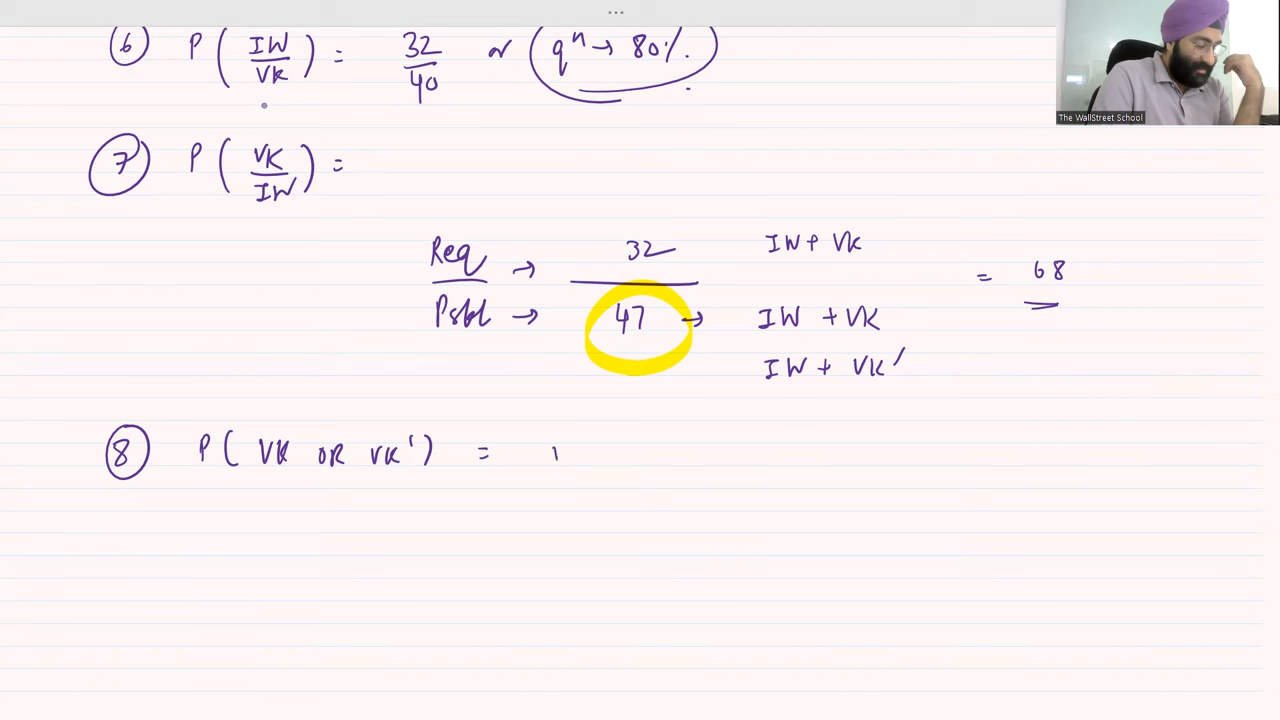 6 P ( IW / VK ) = 32 / 40 or ( qn → 80%. )
The WallStreet School
7 P ( VK / IW ) =
Req → 32 IW + VK
= 68
Psbl → 47 → IW + VK
IW + VK'
8 P ( VK OR VK' ) = 1